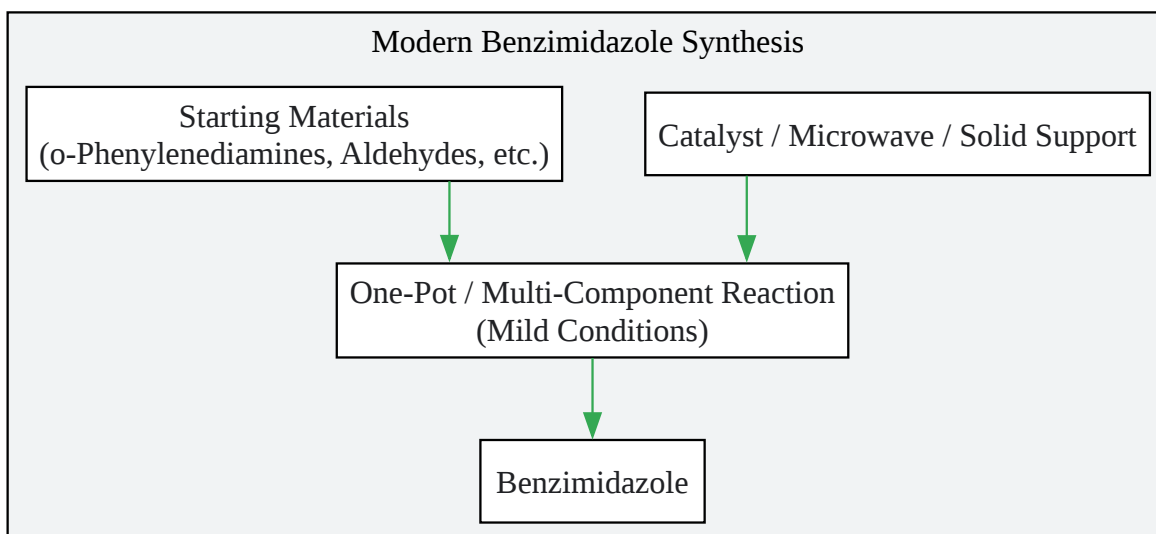 Modern Benzimidazole Synthesis
Starting Materials
(o-Phenylenediamines, Aldehydes, etc.)
Catalyst / Microwave / Solid Support
One-Pot / Multi-Component Reaction
(Mild Conditions)
Benzimidazole